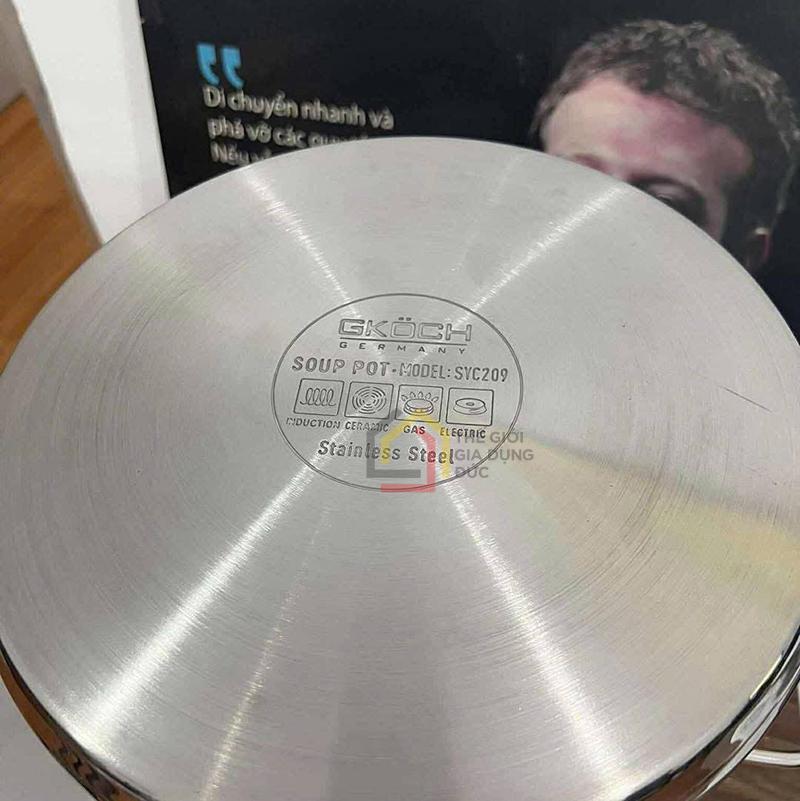 Di chuyển nhanh và
phá vỡ các
GKÖCH
GERMANY
SOUP POT-MODEL: SYC209
INDUCTION CERAMIC GAS ELECTRIC
Stainless Steel
THẾ GIỚI
GIA DỤNG
ĐỨC